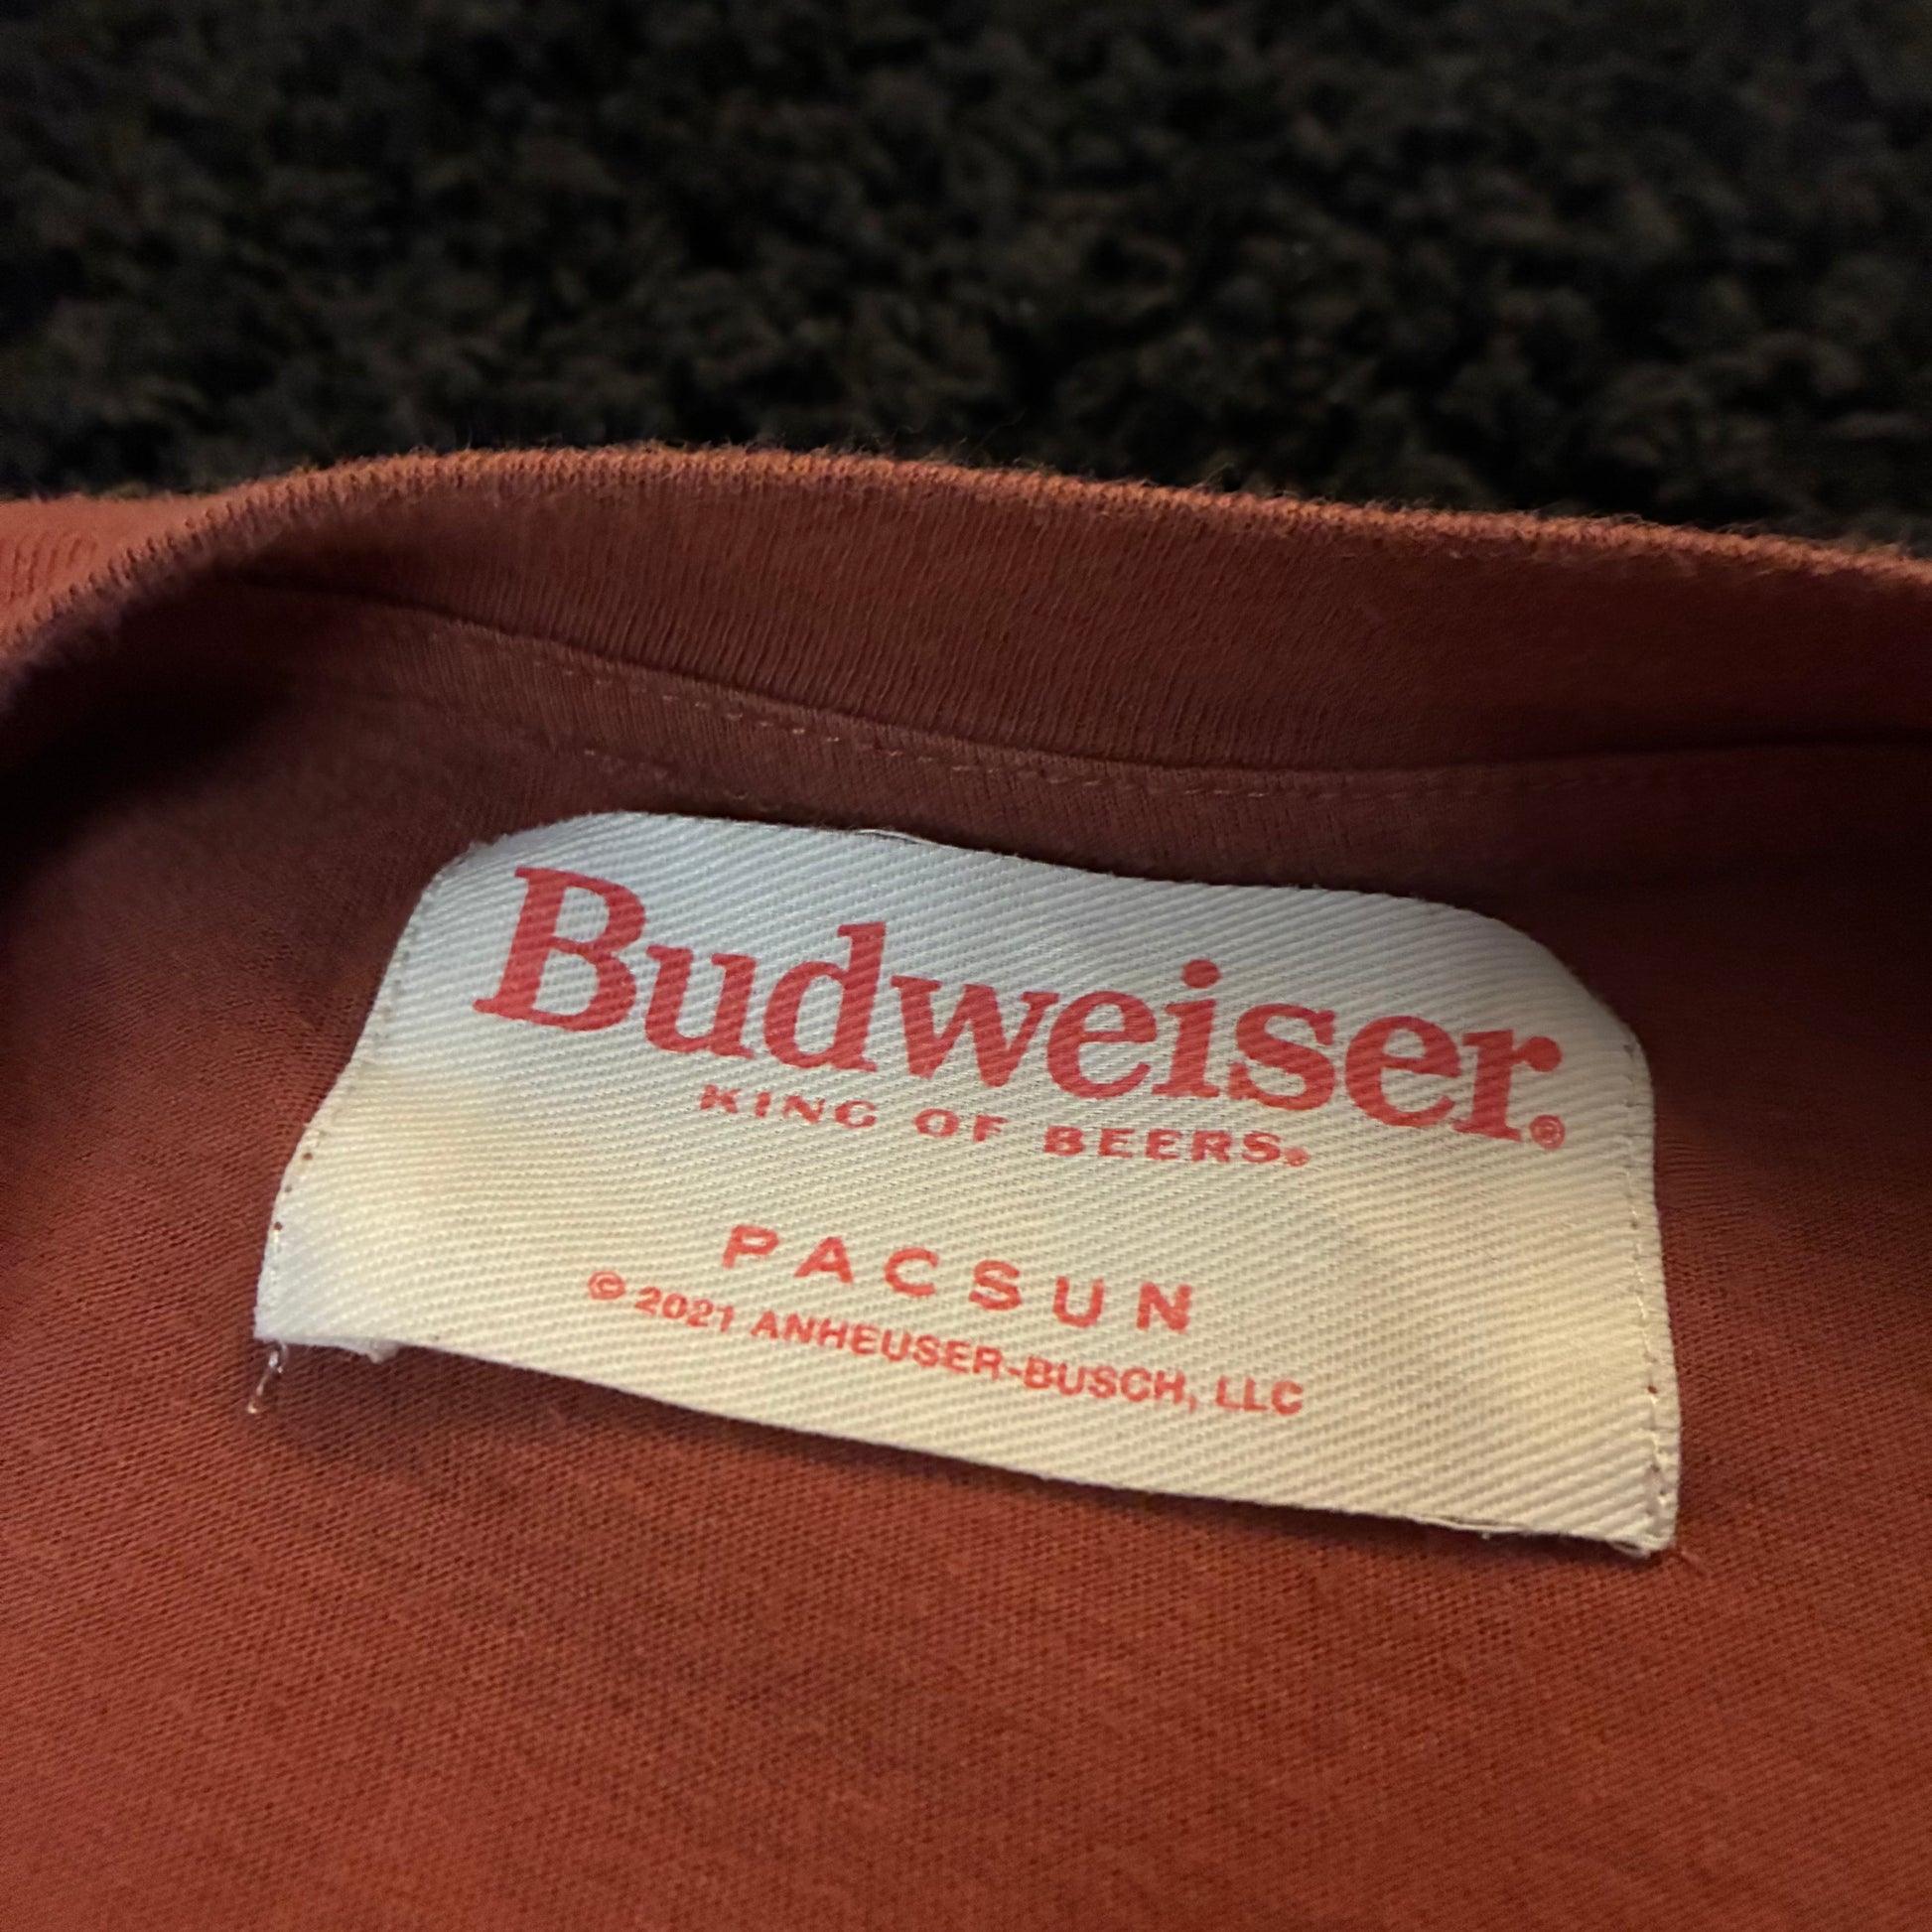 Budweiser®
KING OF BEERS®
PACSUN
© 2021 ANHEUSER-BUSCH, LLC